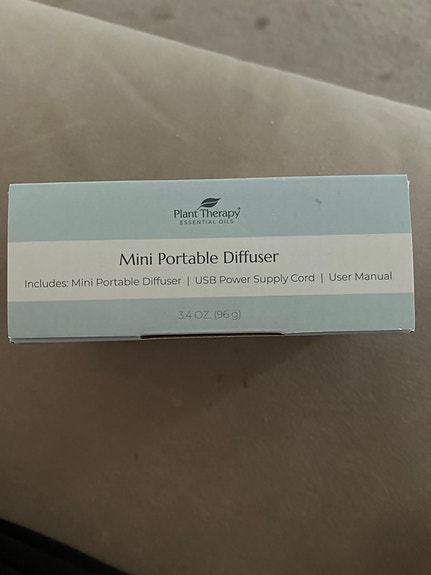 Plant Therapy®
ESSENTIAL OILS
Mini Portable Diffuser
Includes: Mini Portable Diffuser | USB Power Supply Cord | User Manual
3.4 OZ. (96 g)